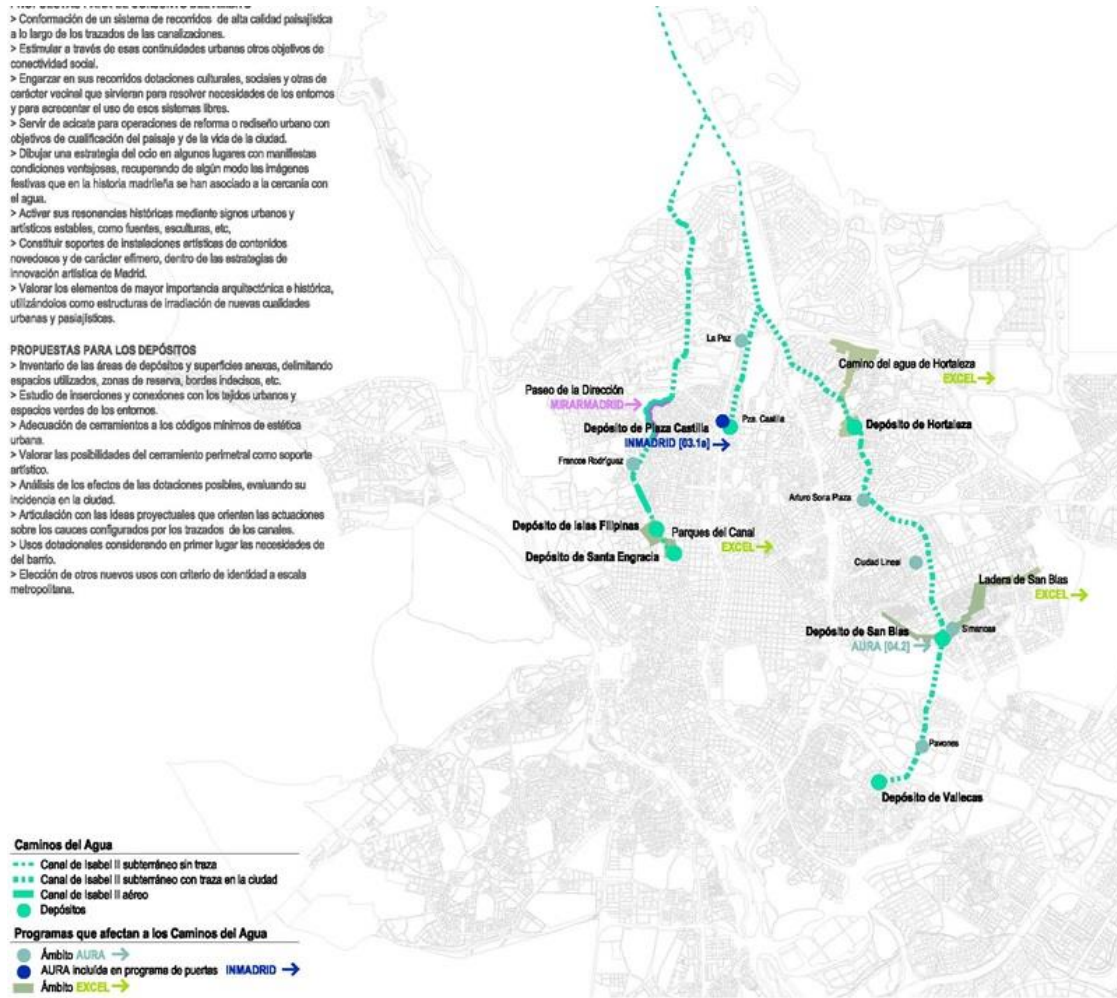 > Conformación de un sistema de recorridos de alta calidad paisajística
a lo largo de los trazados de las canalizaciones.
> Estimular a través de esas continuidades urbanas otros objetivos de
conectividad social.
> Engarzar en sus recorridos dotaciones culturales, sociales y otras de
carácter vecinal que sirvieran para resolver necesidades de los entornos
y para acrecentar el uso de esos sistemas libres.
> Servir de acicate para operaciones de reforma o rediseño urbano con
objetivos de cualificación del paisaje y de la vida de la ciudad.
> Dibujar una estrategia del ocio en algunos lugares con manifiestas
condiciones ventajosas, recuperando de algún modo las imágenes
festivas que en la historia madrileña se han asociado a la cercanía con
el agua.
> Activar sus resonancias históricas mediante signos urbanos y
artísticos estables, como fuentes, esculturas, etc,
> Constituir soportes de instalaciones artísticas de contenidos
novedosos y de carácter efímero, dentro de las estrategias de
innovación artística de Madrid.
> Valorar los elementos de mayor importancia arquitectónica e histórica,
utilizándolos como estructuras de irradiación de nuevas cualidades
urbanas y pasiajísticas.
PROPUESTAS PARA LOS DEPÓSITOS
> Inventario de las áreas de depósitos y superficies anexas, delimitando
espacios utilizados, zonas de reserva, bordes indecisos, etc.
> Estudio de inserciones y conexiones con los tejidos urbanos y
espacios verdes de los entornos.
> Adecuación de cerramientos a los códigos mínimos de estética
urbana.
> Valorar las posibilidades del cerramiento perimetral como soporte
artístico.
> Análisis de los efectos de las dotaciones posibles, evaluando su
incidencia en la ciudad.
> Articulación con las ideas proyectuales que orienten las actuaciones
sobre los cauces configurados por los trazados de los canales.
> Usos dotacionales considerando en primer lugar las necesidades de
del barrio.
> Elección de otros nuevos usos con criterio de identidad a escala
metropolitana.
La Paz
Camino del agua de Hortaleza
EXCEL
Paseo de la Dirección
MIRARMADRID
Pza. Castilla
Depósito de Plaza Castilla
INMADRID [03.1a]
Depósito de Hortaleza
Francos Rodríguez
Arturo Soria Plaza
Depósito de Islas Filipinas
Parques del Canal
EXCEL
Depósito de Santa Engracia
Ciudad Lineal
Ladera de San Blas
EXCEL
Depósito de San Blas
AURA [04.2]
Simancas
Pavones
Depósito de Vallecas
Caminos del Agua
Canal de Isabel II subterráneo sin traza
Canal de Isabel II subterráneo con traza en la ciudad
Canal de Isabel II aéreo
Depósitos
Programas que afectan a los Caminos del Agua
Ámbito AURA
AURA incluída en programa de puertas INMADRID
Ámbito EXCEL